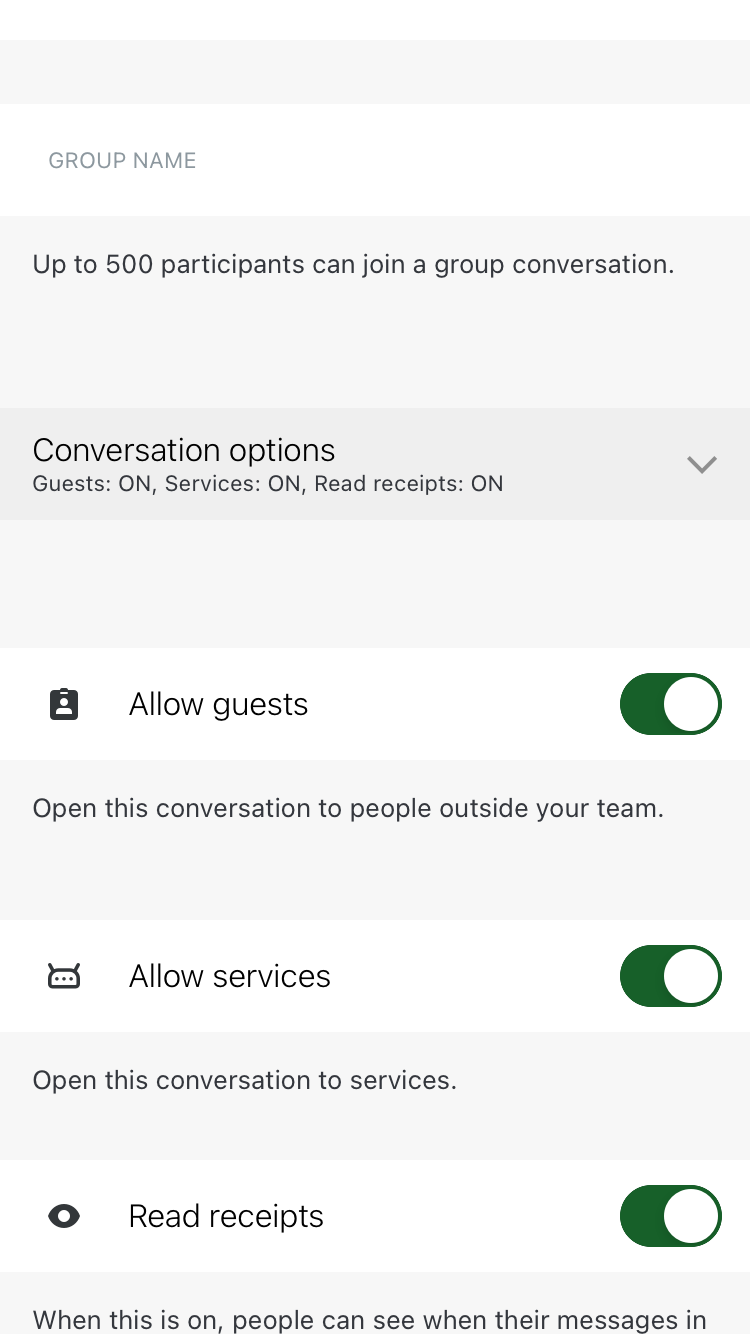 GROUP NAME
Up to 500 participants can join a group conversation.
Conversation options
Guests: ON, Services: ON, Read receipts: ON
Allow guests
Open this conversation to people outside your team.
Allow services
Open this conversation to services.
Read receipts
When this is on, people can see when their messages in